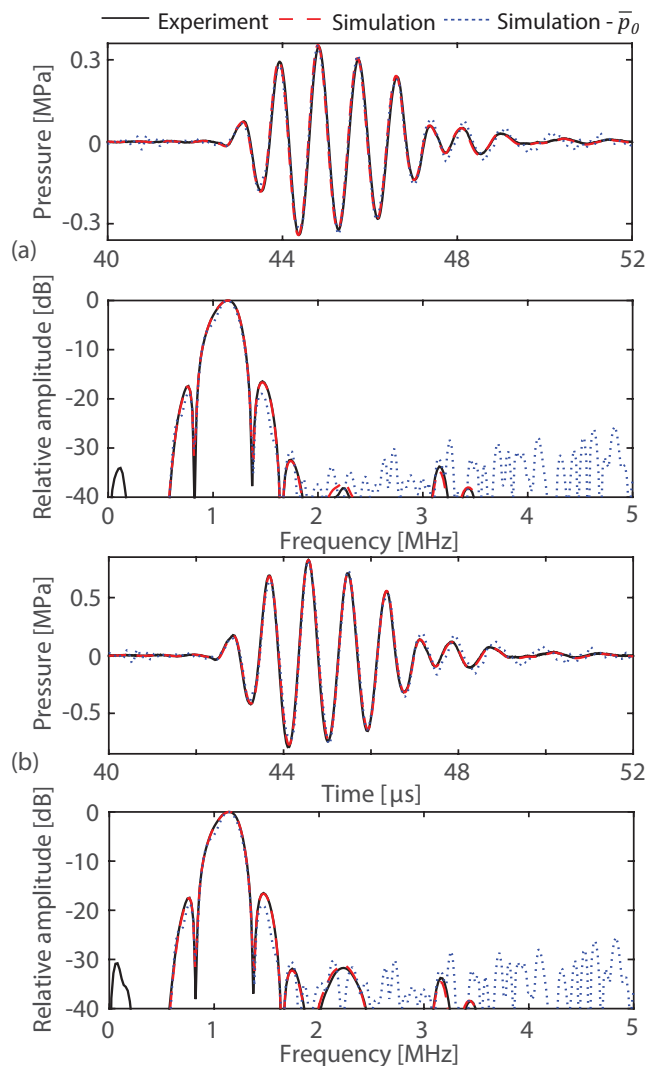 Experiment Simulation Simulation - p̅₀
Pressure [MPa]
0.3
0
-0.3
40 44 48 52
(a)
Relative amplitude [dB]
0
-10
-20
-30
-40
0 1 2 3 4 5
Frequency [MHz]
Pressure [MPa]
0.5
0
-0.5
40 44 48 52
Time [µs]
(b)
Relative amplitude [dB]
0
-10
-20
-30
-40
0 1 2 3 4 5
Frequency [MHz]